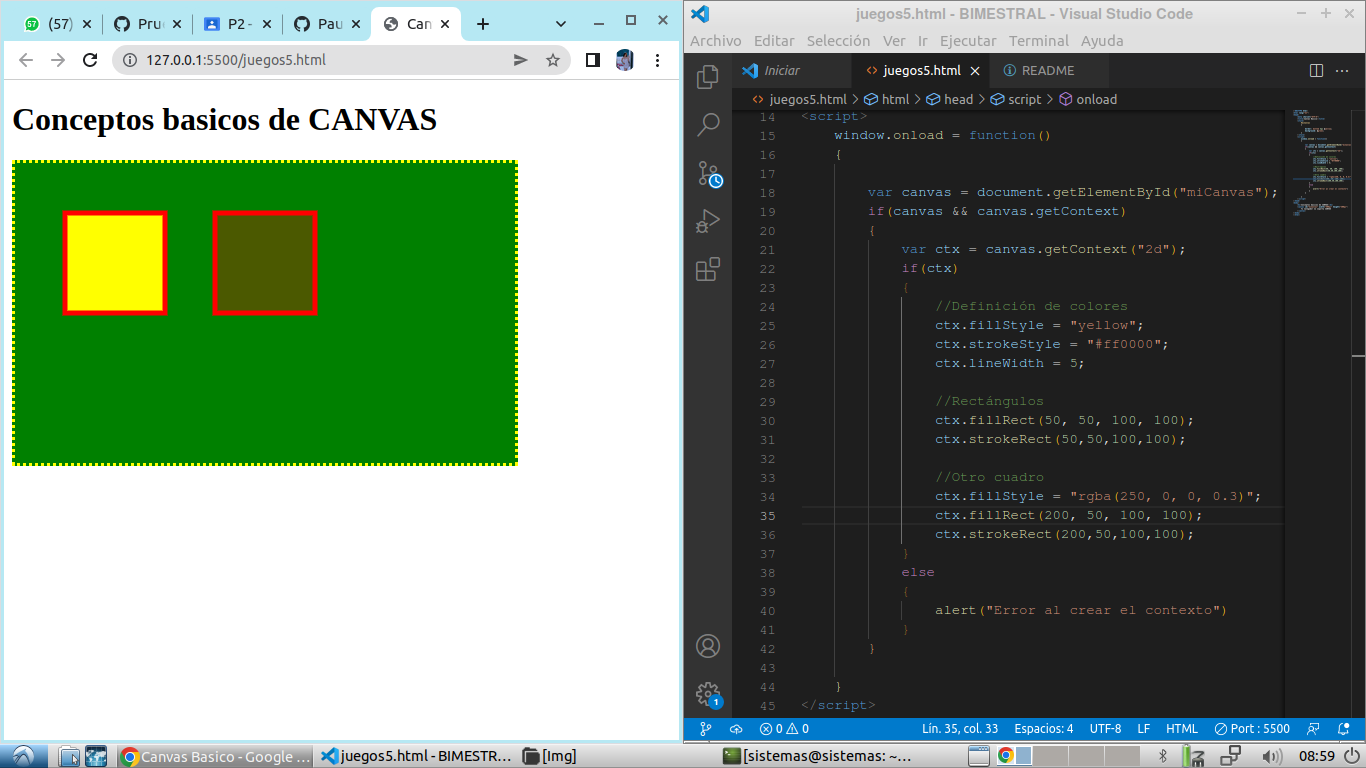 (57)
Pru
P2 -
Pau
Can
127.0.0.1:5500/juegos5.html
Conceptos basicos de CANVAS
juegos5.html - BIMESTRAL - Visual Studio Code
Archivo Editar Selección Ver Ir Ejecutar Terminal Ayuda
Iniciar
juegos5.html
README
juegos5.html > html > head > script > onload
14 <script>
15 window.onload = function()
16 {
17
18 var canvas = document.getElementById("miCanvas");
19 if(canvas && canvas.getContext)
20 {
21 var ctx = canvas.getContext("2d");
22 if(ctx)
23 {
24 //Definición de colores
25 ctx.fillStyle = "yellow";
26 ctx.strokeStyle = "#ff0000";
27 ctx.lineWidth = 5;
28
29 //Rectángulos
30 ctx.fillRect(50, 50, 100, 100);
31 ctx.strokeRect(50,50,100,100);
32
33 //Otro cuadro
34 ctx.fillStyle = "rgba(250, 0, 0, 0.3)";
35 ctx.fillRect(200, 50, 100, 100);
36 ctx.strokeRect(200,50,100,100);
37 }
38 else
39 {
40 alert("Error al crear el contexto")
41 }
42 }
43
44 }
45 </script>
1
0 0 Lín. 35, col. 33 Espacios: 4 UTF-8 LF HTML Port : 5500
Canvas Basico - Google ...
juegos5.html - BIMESTR...
[Img]
[sistemas@sistemas: ~...
08:59